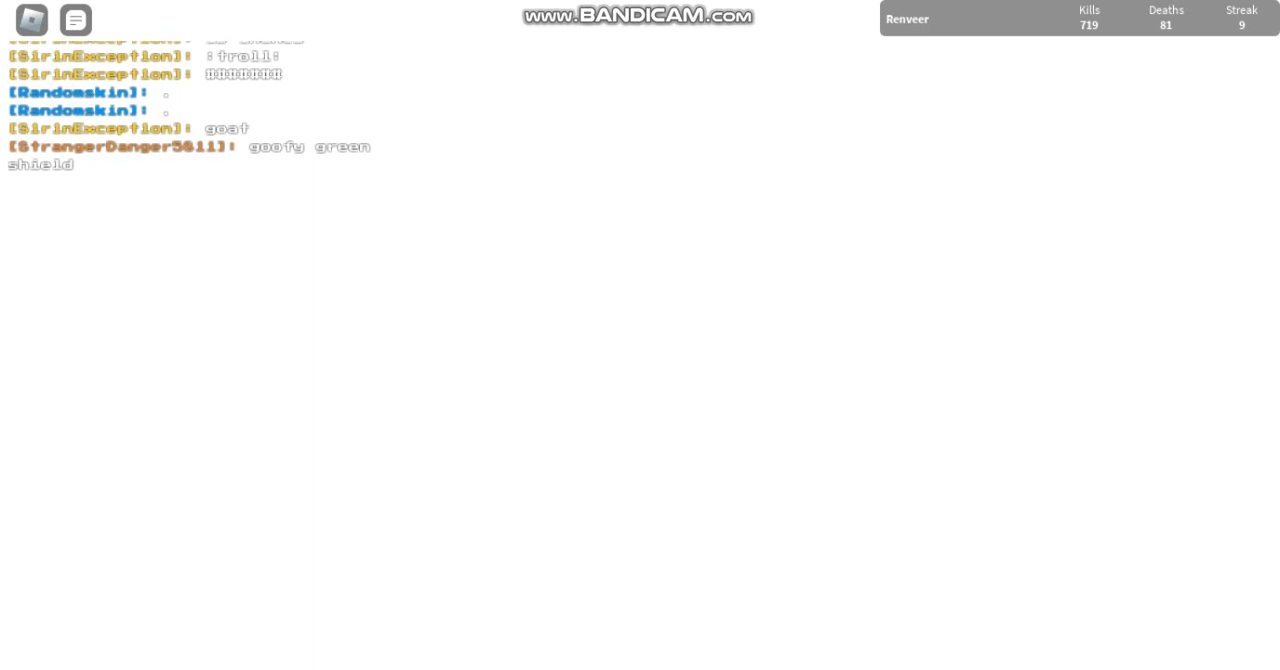 WWW.BANDICAM.COM
Renveer Kills Deaths Streak
719 81 9
[SirinException]: :troll:
[SirinException]: #######
[Randomskin]: .
[Randomskin]: .
[SirinException]: goat
[StrangerDanger5011]: goofy green
shield